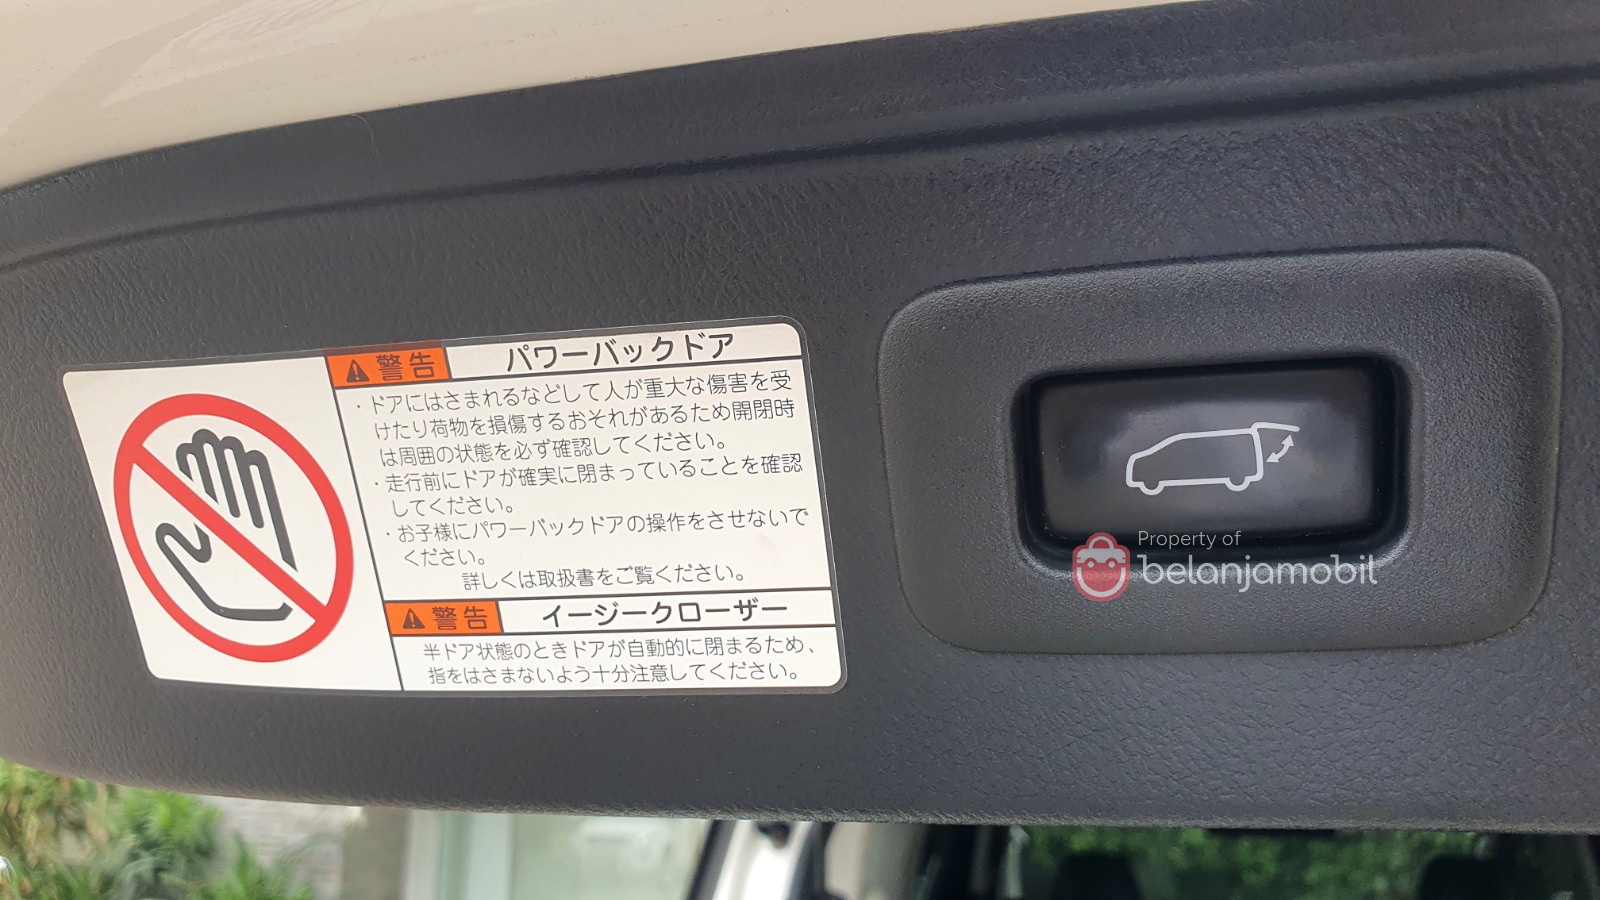 警告 パワーバックドア
・ドアにはさまれるなどして人が重大な傷害を受
けたり荷物を損傷するおそれがあるため開閉時
は周囲の状態を必ず確認してください。
・走行前にドアが確実に閉まっていることを確認
してください。
・お子様にパワーバックドアの操作をさせないで
ください。
詳しくは取扱書をご覧ください。
警告 イージークローザー
半ドア状態のときドアが自動的に閉まるため、
指をはさまないよう十分注意してください。
Property of
belanjamobil